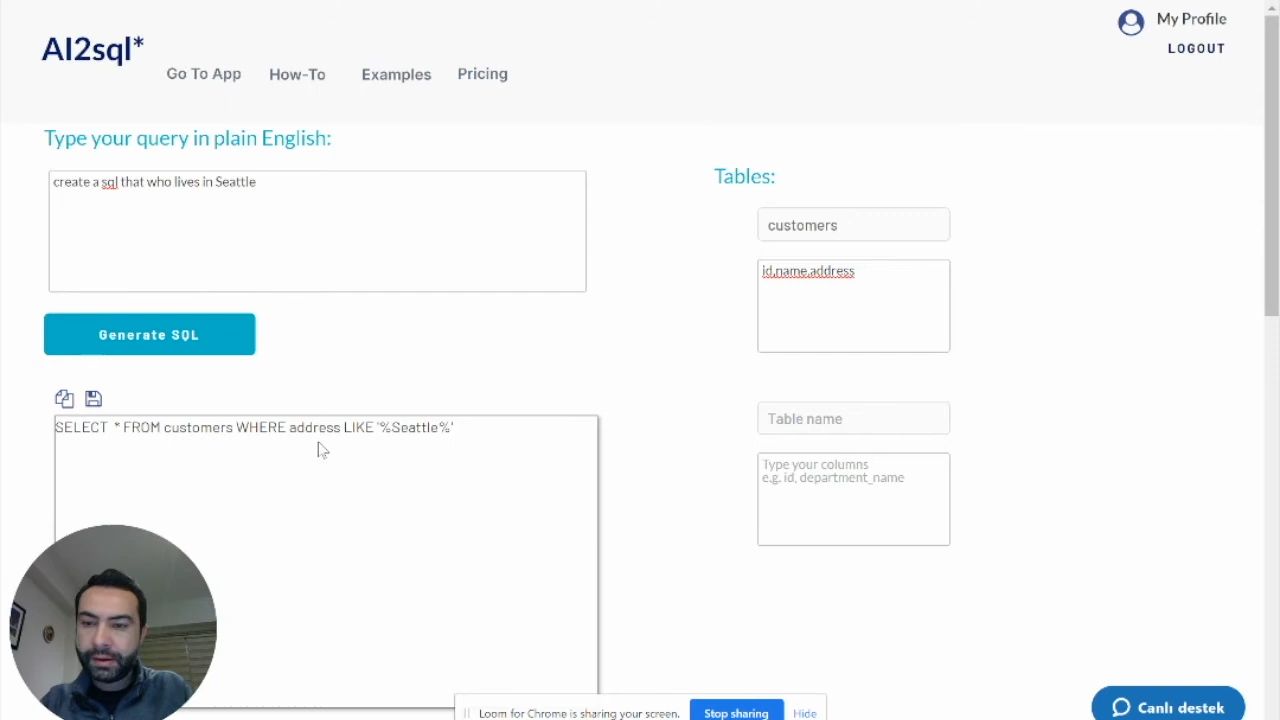 My Profile
LOGOUT
AI2sql*
Go To App
How-To
Examples
Pricing
Type your query in plain English:
create a sql that who lives in Seattle
Generate SQL
SELECT * FROM customers WHERE address LIKE '%Seattle%'
Tables:
customers
id,name,address
Table name
Type your columns
e.g. id, department_name
Loom for Chrome is sharing your screen.
Stop sharing
Hide
Canlı destek